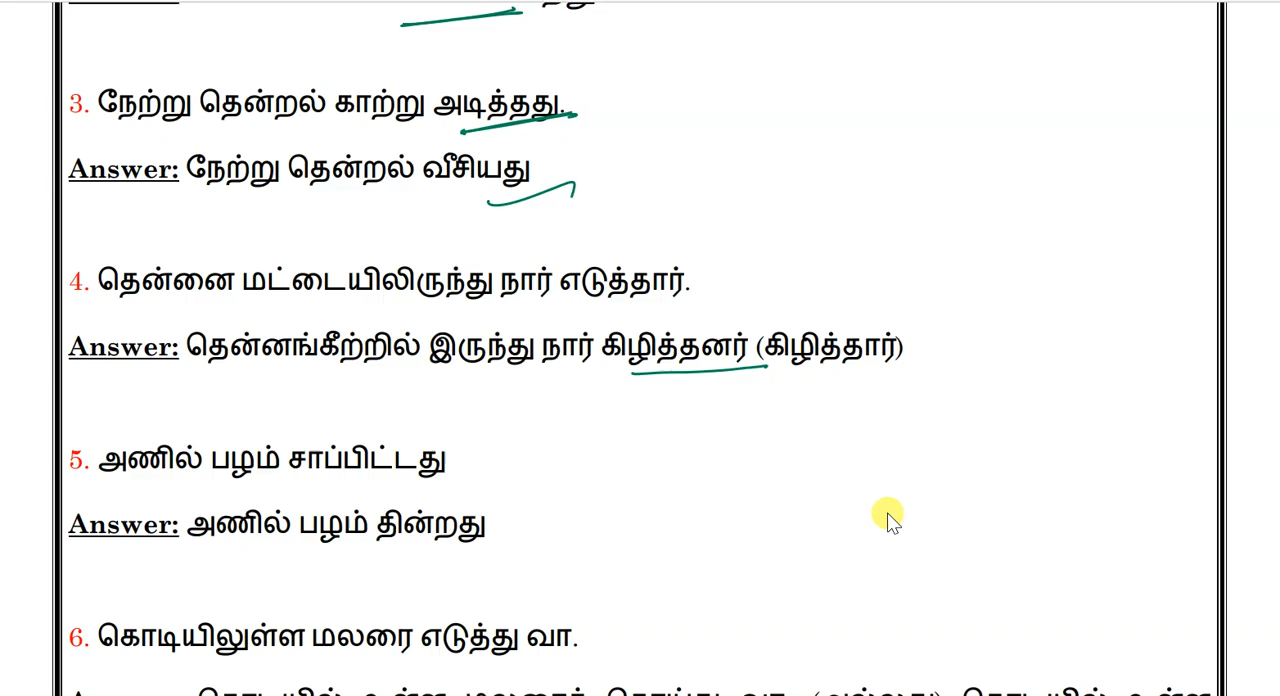 3. நேற்று தென்றல் காற்று அடித்தது.
Answer: நேற்று தென்றல் வீசியது
4. தென்னை மட்டையிலிருந்து நார் எடுத்தார்.
Answer: தென்னங்கீற்றில் இருந்து நார் கிழித்தனர் (கிழித்தார்)
5. அணில் பழம் சாப்பிட்டது
Answer: அணில் பழம் தின்றது
6. கொடியிலுள்ள மலரை எடுத்து வா.